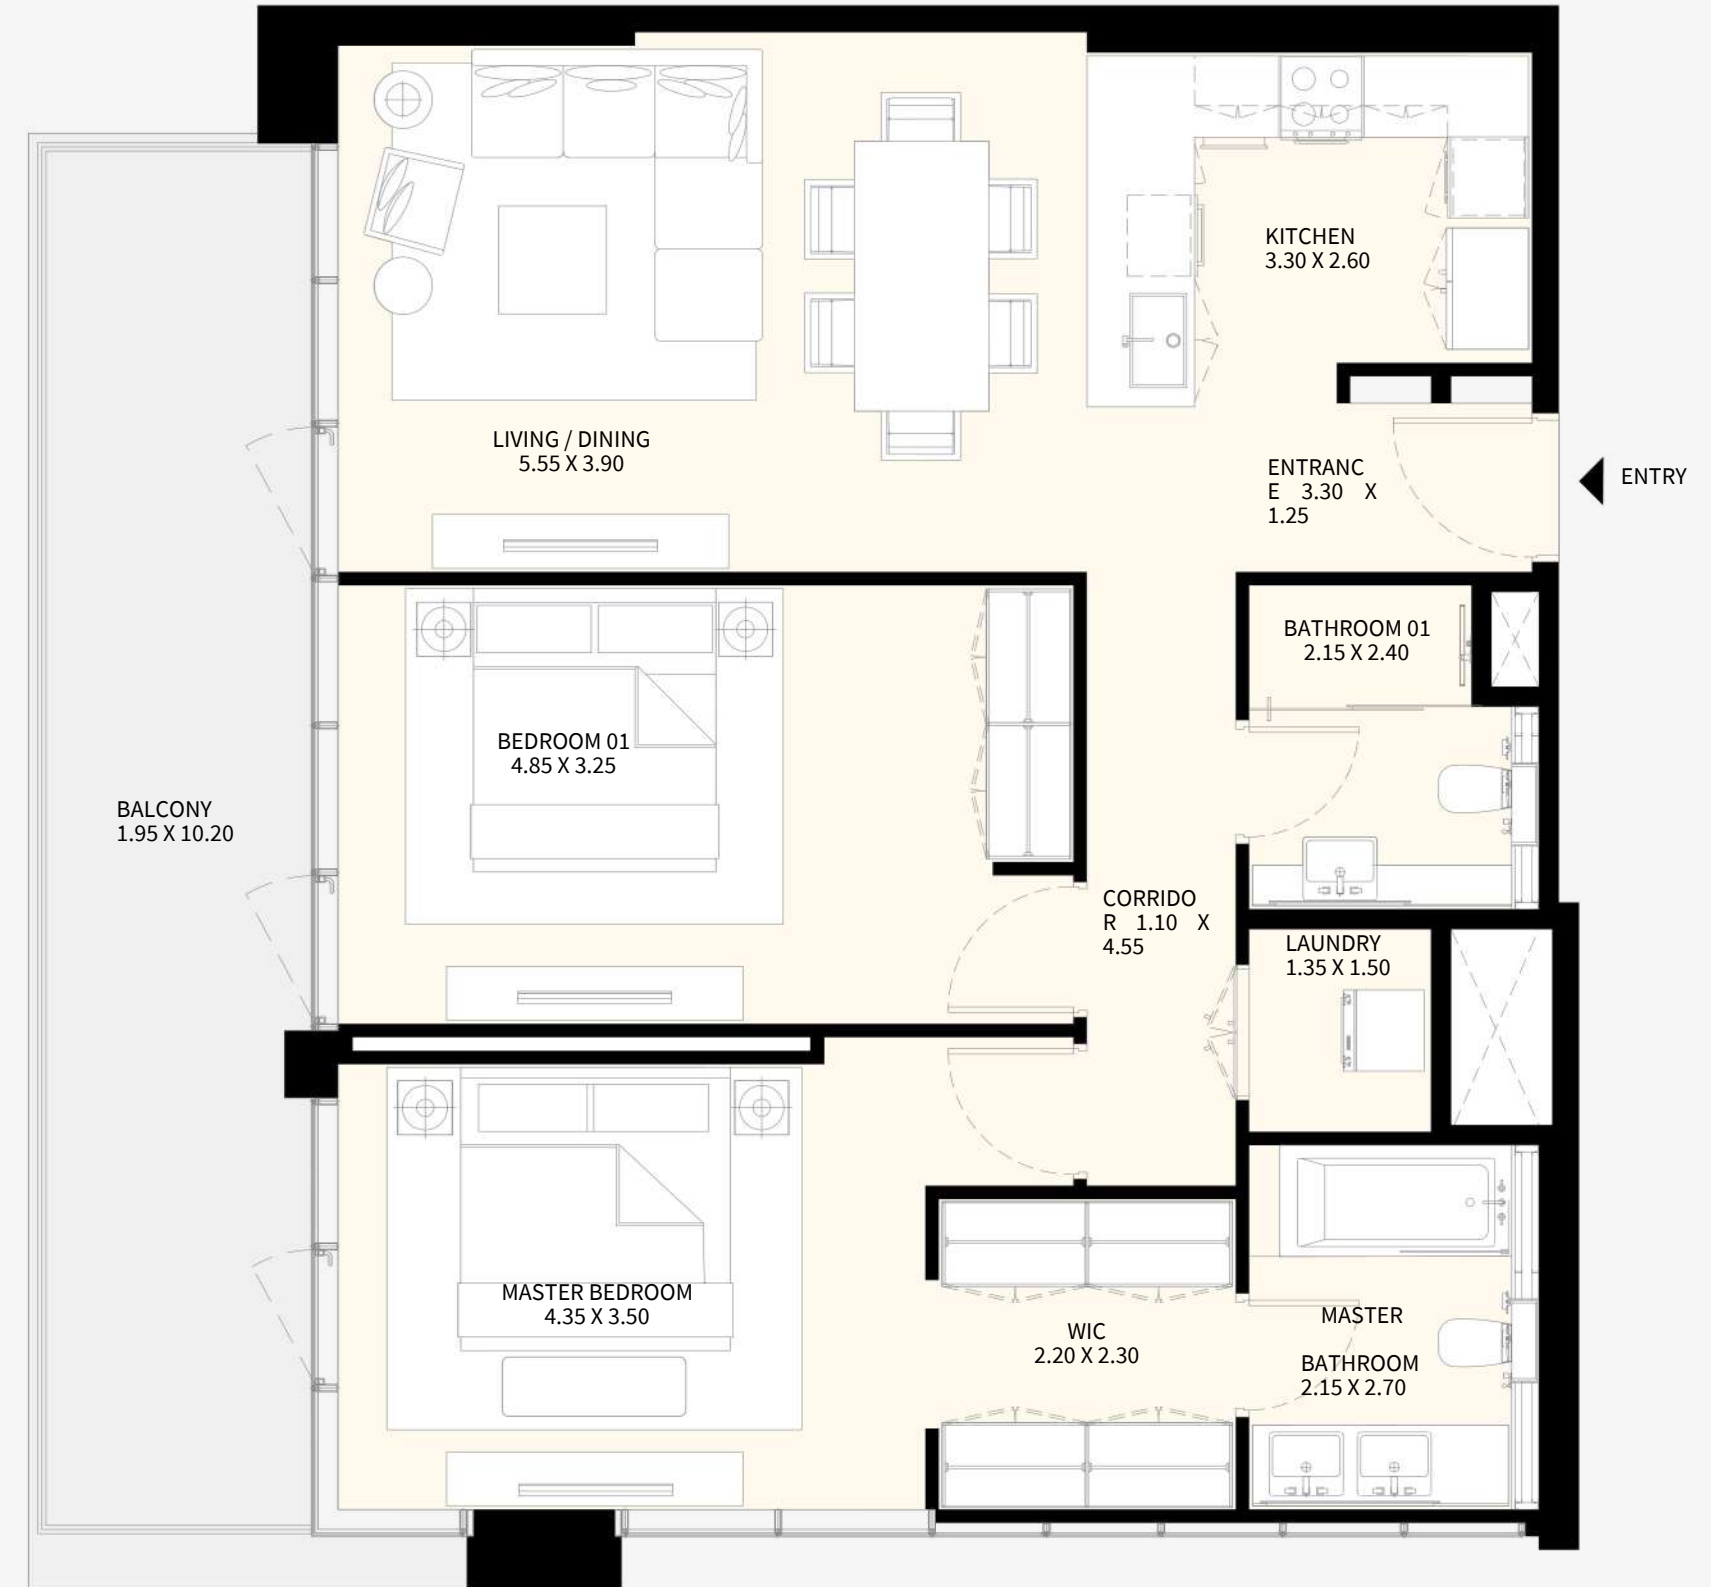 KITCHEN
3.30 X 2.60
LIVING / DINING
5.55 X 3.90
ENTRANC
E 3.30 X
1.25
ENTRY
BATHROOM 01
2.15 X 2.40
BEDROOM 01
4.85 X 3.25
BALCONY
1.95 X 10.20
CORRIDO
R 1.10 X
4.55
LAUNDRY
1.35 X 1.50
MASTER BEDROOM
4.35 X 3.50
WIC
2.20 X 2.30
MASTER
BATHROOM
2.15 X 2.70